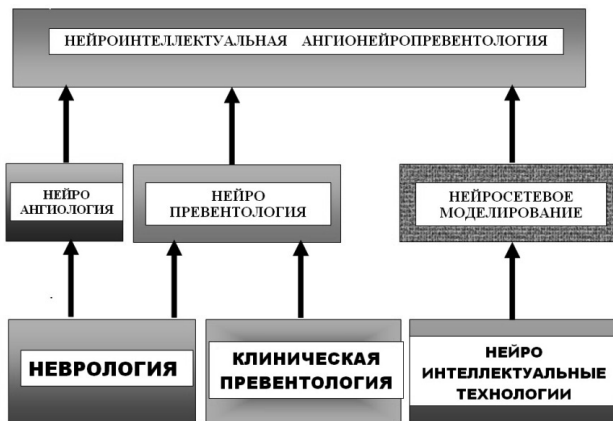 НЕЙРОИНТЕЛЛЕКТУАЛЬНАЯ АНГИОНЕЙРОПРЕВЕНТОЛОГИЯ
НЕЙРО
АНГИОЛОГИЯ
НЕЙРО
ПРЕВЕНТОЛОГИЯ
НЕЙРОСЕТЕВОЕ
МОДЕЛИРОВАНИЕ
НЕВРОЛОГИЯ
КЛИНИЧЕСКАЯ
ПРЕВЕНТОЛОГИЯ
НЕЙРО
ИНТЕЛЛЕКТУАЛЬНЫЕ
ТЕХНОЛОГИИ